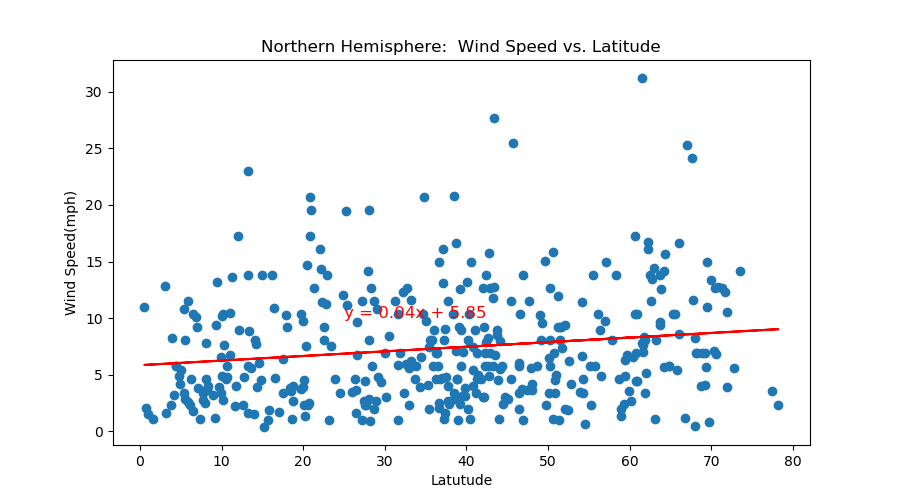 Northern Hemisphere:  Wind Speed vs. Latitude
Wind Speed(mph)
30
25
20
15
10
5
0
y = 0.04x + 5.85
0 10 20 30 40 50 60 70 80
Latutude